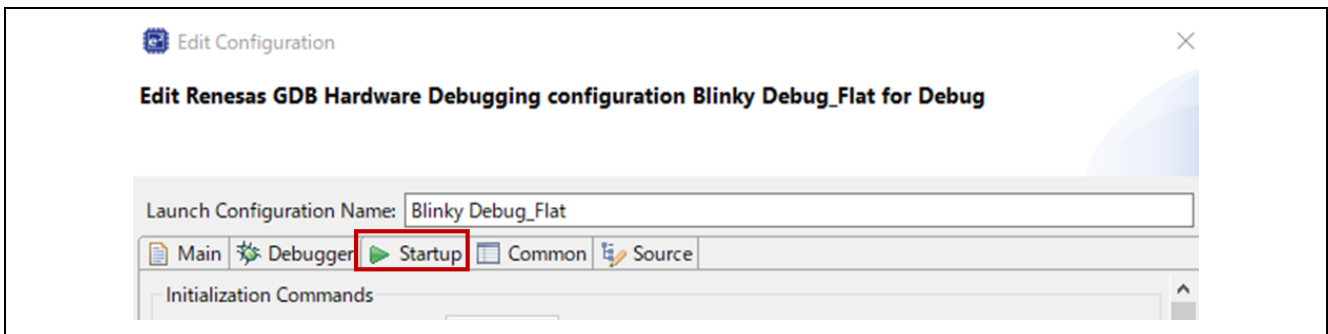 Edit Configuration
Edit Renesas GDB Hardware Debugging configuration Blinky Debug_Flat for Debug
Launch Configuration Name: Blinky Debug_Flat
Main Debugger Startup Common Source
Initialization Commands